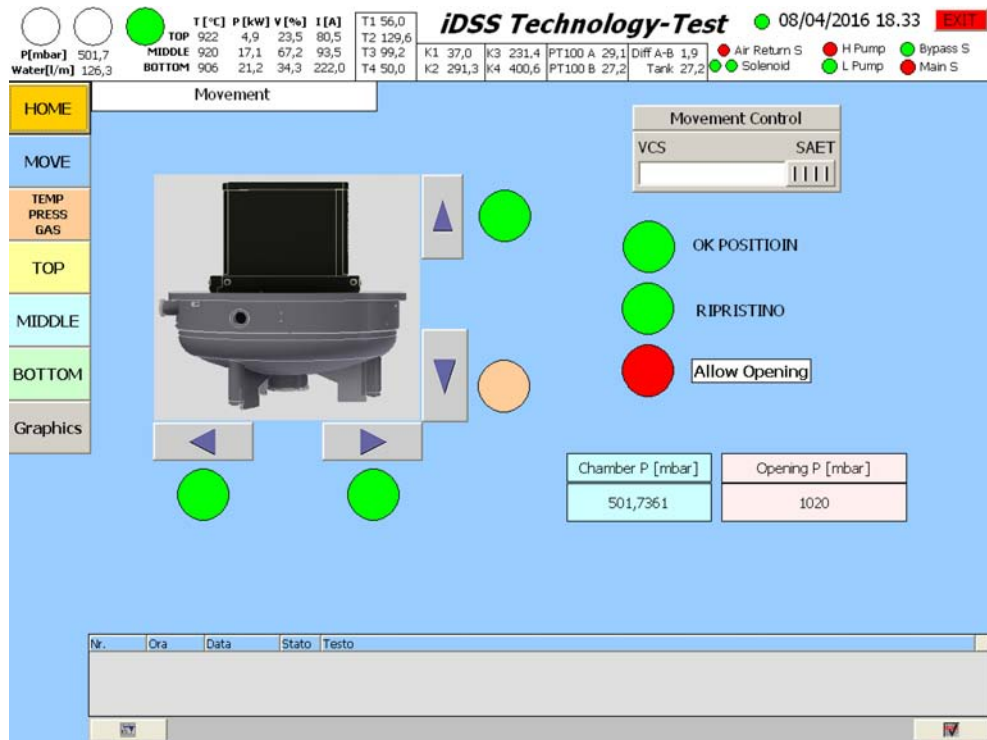 T [°C] P [kW] V [%] I [A]
TOP 922 4,9 23,5 80,5
MIDDLE 920 17,1 67,2 93,5
BOTTOM 906 21,2 34,3 222,0
P[mbar] 501,7
Water[l/m] 126,3
T1 56,0
T2 129,6
T3 99,2
T4 50,0
iDSS Technology-Test
08/04/2016 18.33
EXIT
K1 37,0 K3 231,4 PT100 A 29,1 Diff A-B 1,9
K2 291,3 K4 400,6 PT100 B 27,2 Tank 27,2
Air Return S H Pump Bypass S
Solenoid L Pump Main S
HOME
MOVE
TEMP
PRESS
GAS
TOP
MIDDLE
BOTTOM
Graphics
Movement
Movement Control
VCS SAET
OK POSITIOIN
RIPRISTINO
Allow Opening
Chamber P [mbar] Opening P [mbar]
501,7361 1020
Nr. Ora Data Stato Testo